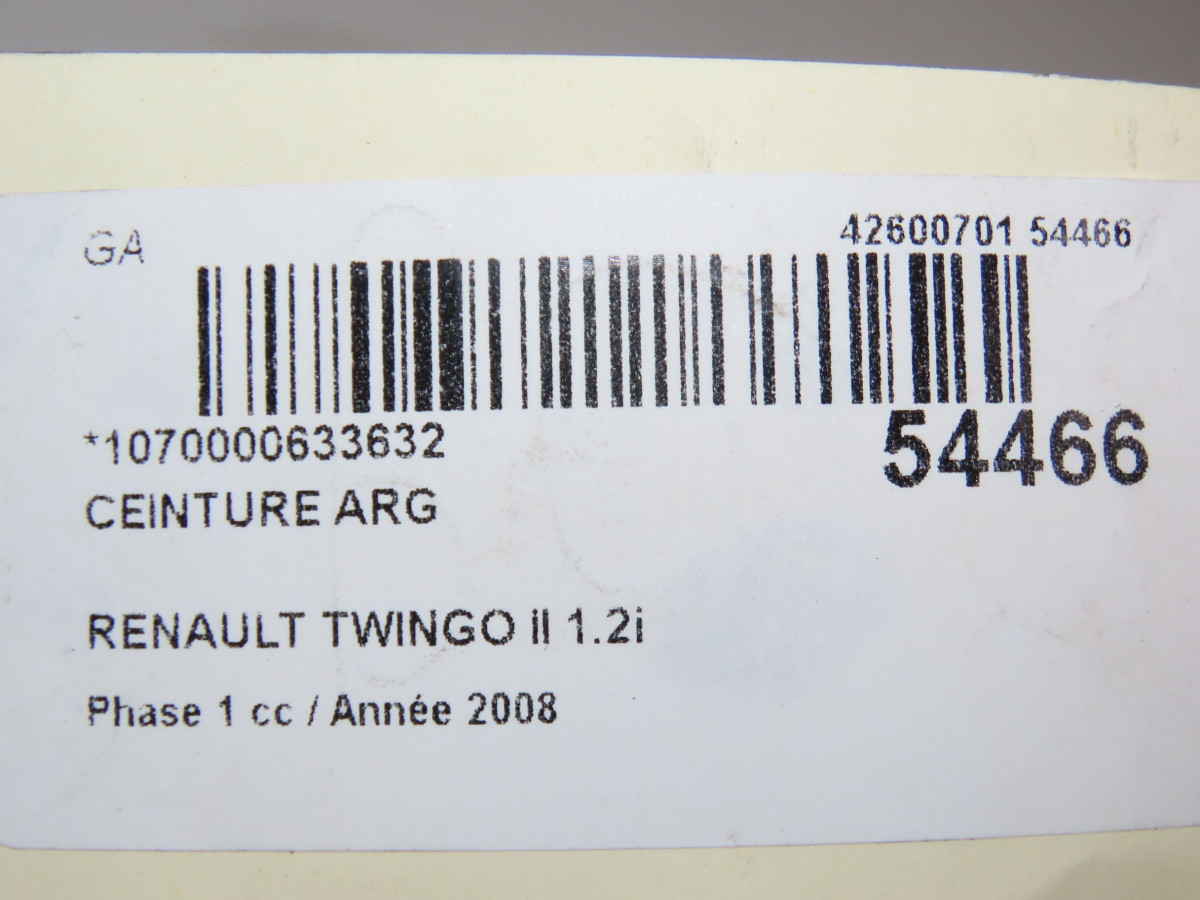 GA
42600701 54466
*1070000633632
54466
CEINTURE ARG
RENAULT TWINGO II 1.2i
Phase 1 cc / Année 2008